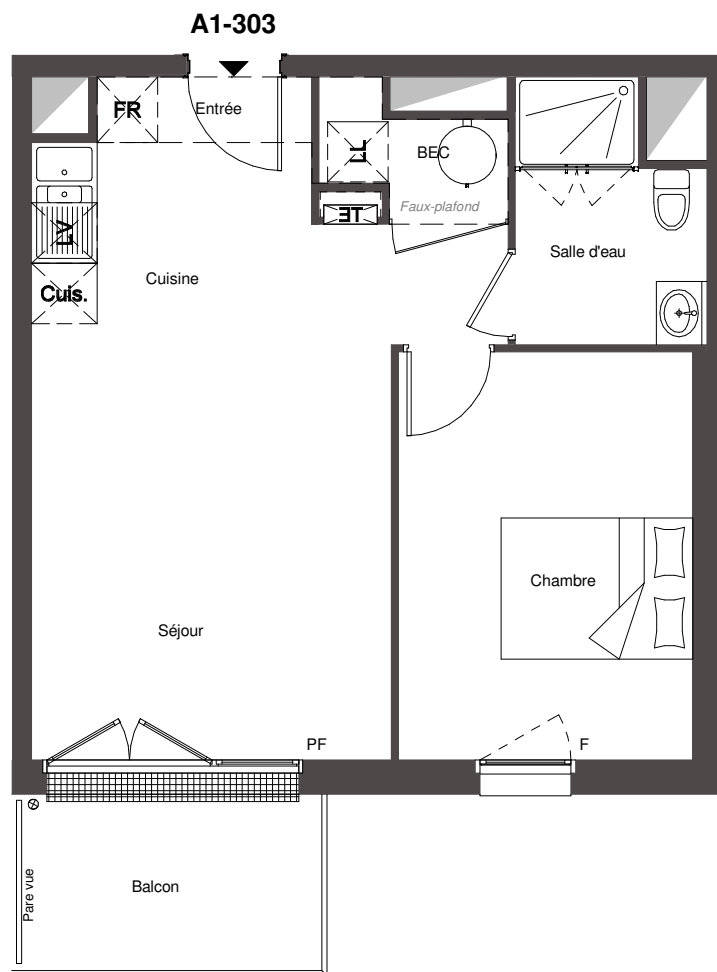 A1-303
FR
Entrée
LL
BEC
ET
Faux-plafond
LV
Salle d'eau
Cuisine
Cuis.
Chambre
Séjour
PF
F
Balcon
Pare vue